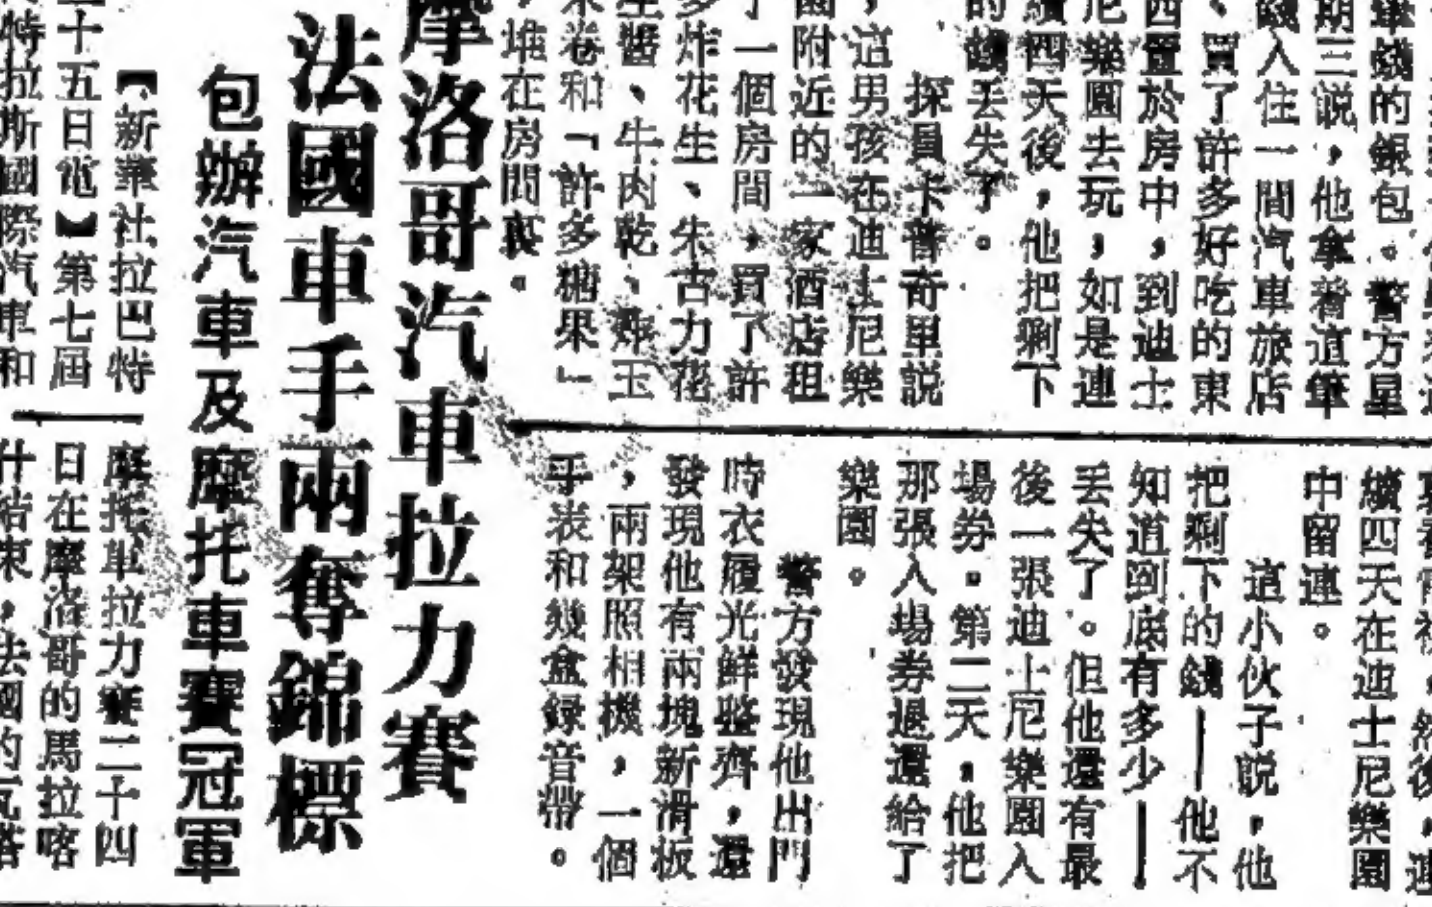 筆錢的銀包。警方星
期三說，他拿着這筆
錢入住一間汽車旅店
、買了許多好吃的東
西置於房中，到迪士
尼樂園去玩，如是連
續四天後，他把剩下
的錢丟失了。
探員卡普奇里說
，這男孩在迪士尼樂
園附近的一家酒店租
了一個房間，買了許
多炸花生、朱古力花
生醬、牛肉乾、炸玉
米卷和「許多糖果」
，堆在房間裏。
續四天在迪士尼樂園
中留連。
這小伙子說，他
把剩下的錢——他不
知道到底有多少——
丟失了。但他還有最
後一張迪士尼樂園入
場券。第二天，他把
那張入場券退還給了
樂園。
警方發現他出門
時衣履光鮮整齊，還
發現他有兩塊新滑板
，兩架照相機，一個
手表和幾盒錄音帶。
摩洛哥汽車拉力賽
法國車手兩奪錦標
包辦汽車及摩托車賽冠軍
【新華社拉巴特
十五日電】第七屆
特拉斯國際汽車和
摩托車拉力賽二十四
日在摩洛哥的馬拉喀
什結束，法國的瓦塔